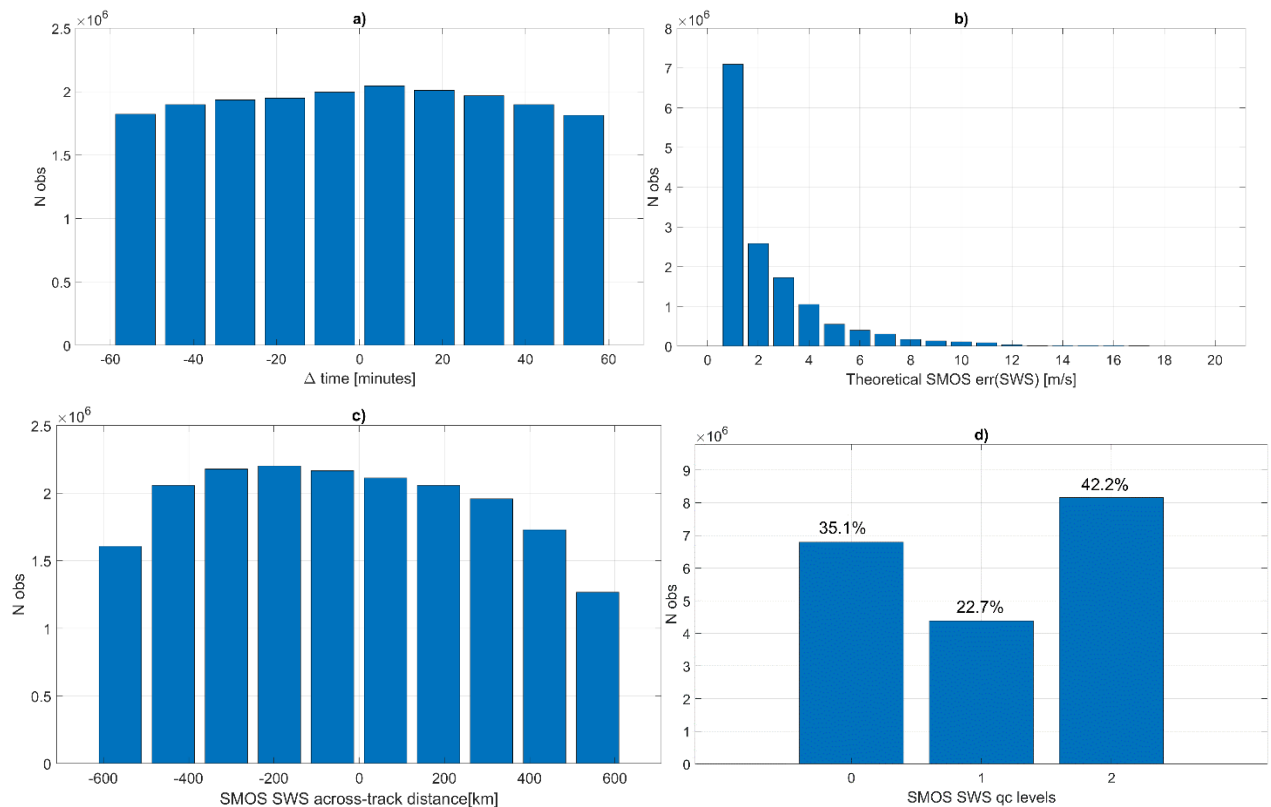 a)
×10^6
2.5
2
1.5
1
0.5
0
N obs
-60 -40 -20 0 20 40 60
Δ time [minutes]
b)
×10^6
8
7
6
5
4
3
2
1
0
N obs
0 2 4 6 8 10 12 14 16 18 20
Theoretical SMOS err(SWS) [m/s]
c)
×10^6
2.5
2
1.5
1
0.5
0
N obs
-600 -400 -200 0 200 400 600
SMOS SWS across-track distance[km]
d)
×10^6
9
8
7
6
5
4
3
2
1
0
N obs
35.1%
22.7%
42.2%
0 1 2
SMOS SWS qc levels